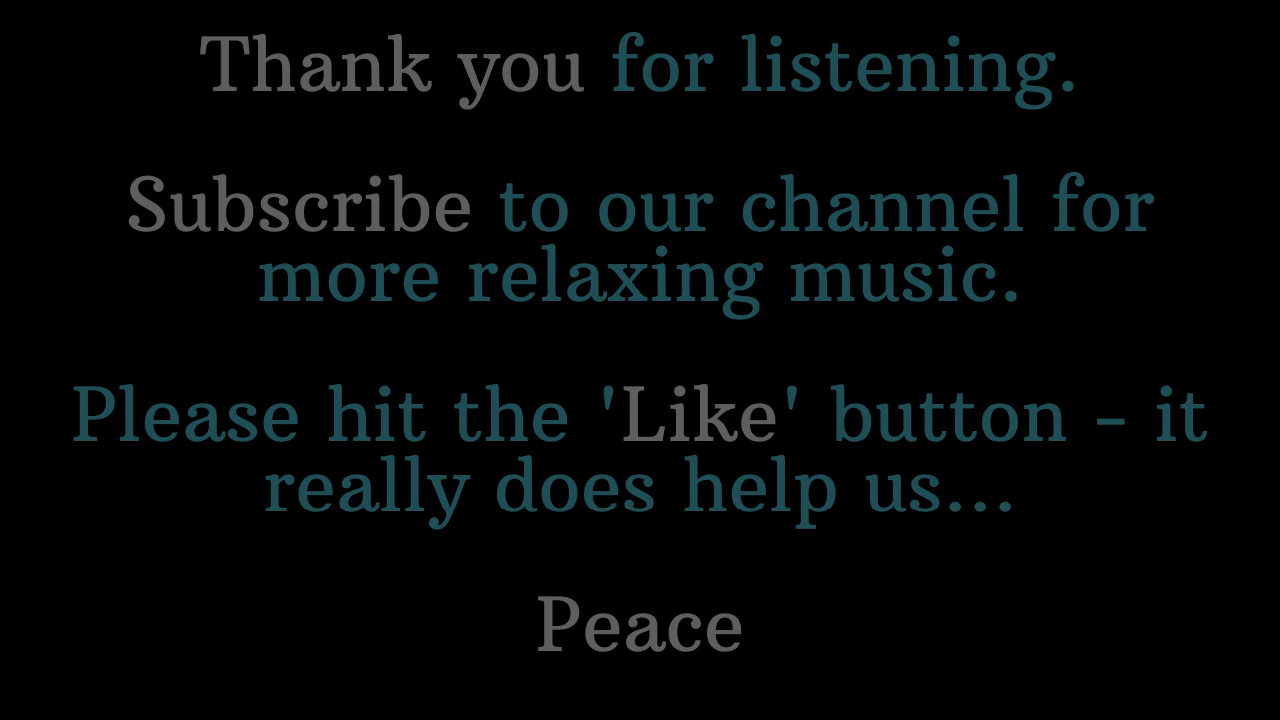 Thank you for listening.
Subscribe to our channel for
more relaxing music.
Please hit the 'Like' button - it
really does help us...
Peace